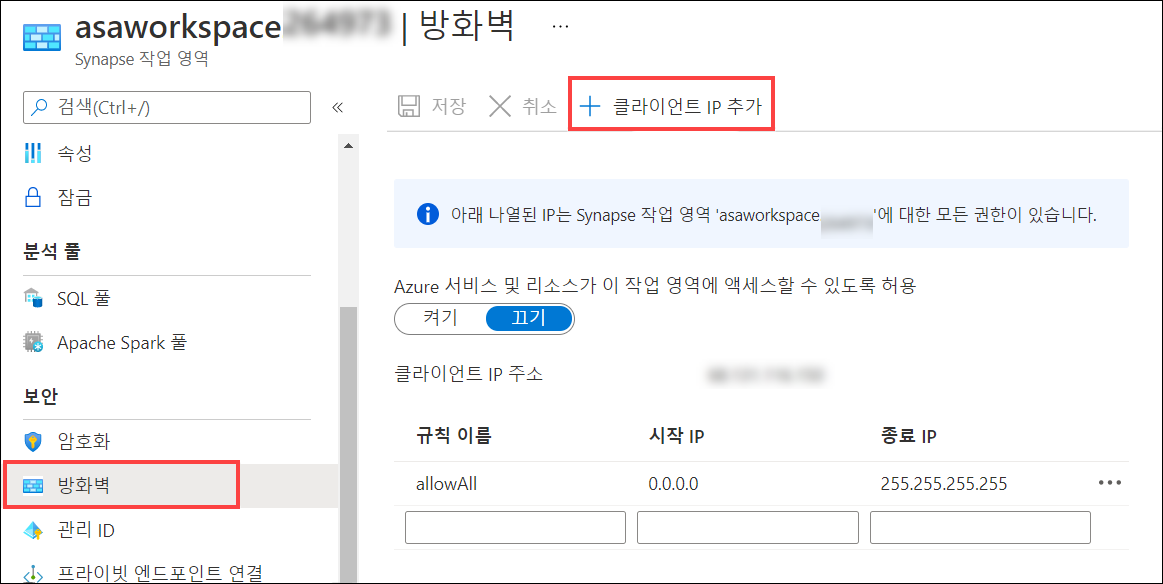 asaworkspace | 방화벽 ...
Synapse 작업 영역
검색(Ctrl+/)
«
저장
취소
클라이언트 IP 추가
속성
잠금
분석 풀
SQL 풀
Apache Spark 풀
보안
암호화
방화벽
관리 ID
프라이빗 엔드포인트 연결
아래 나열된 IP는 Synapse 작업 영역 'asaworkspace '에 대한 모든 권한이 있습니다.
Azure 서비스 및 리소스가 이 작업 영역에 액세스할 수 있도록 허용
켜기 끄기
클라이언트 IP 주소
규칙 이름 시작 IP 종료 IP
allowAll 0.0.0.0 255.255.255.255 •••